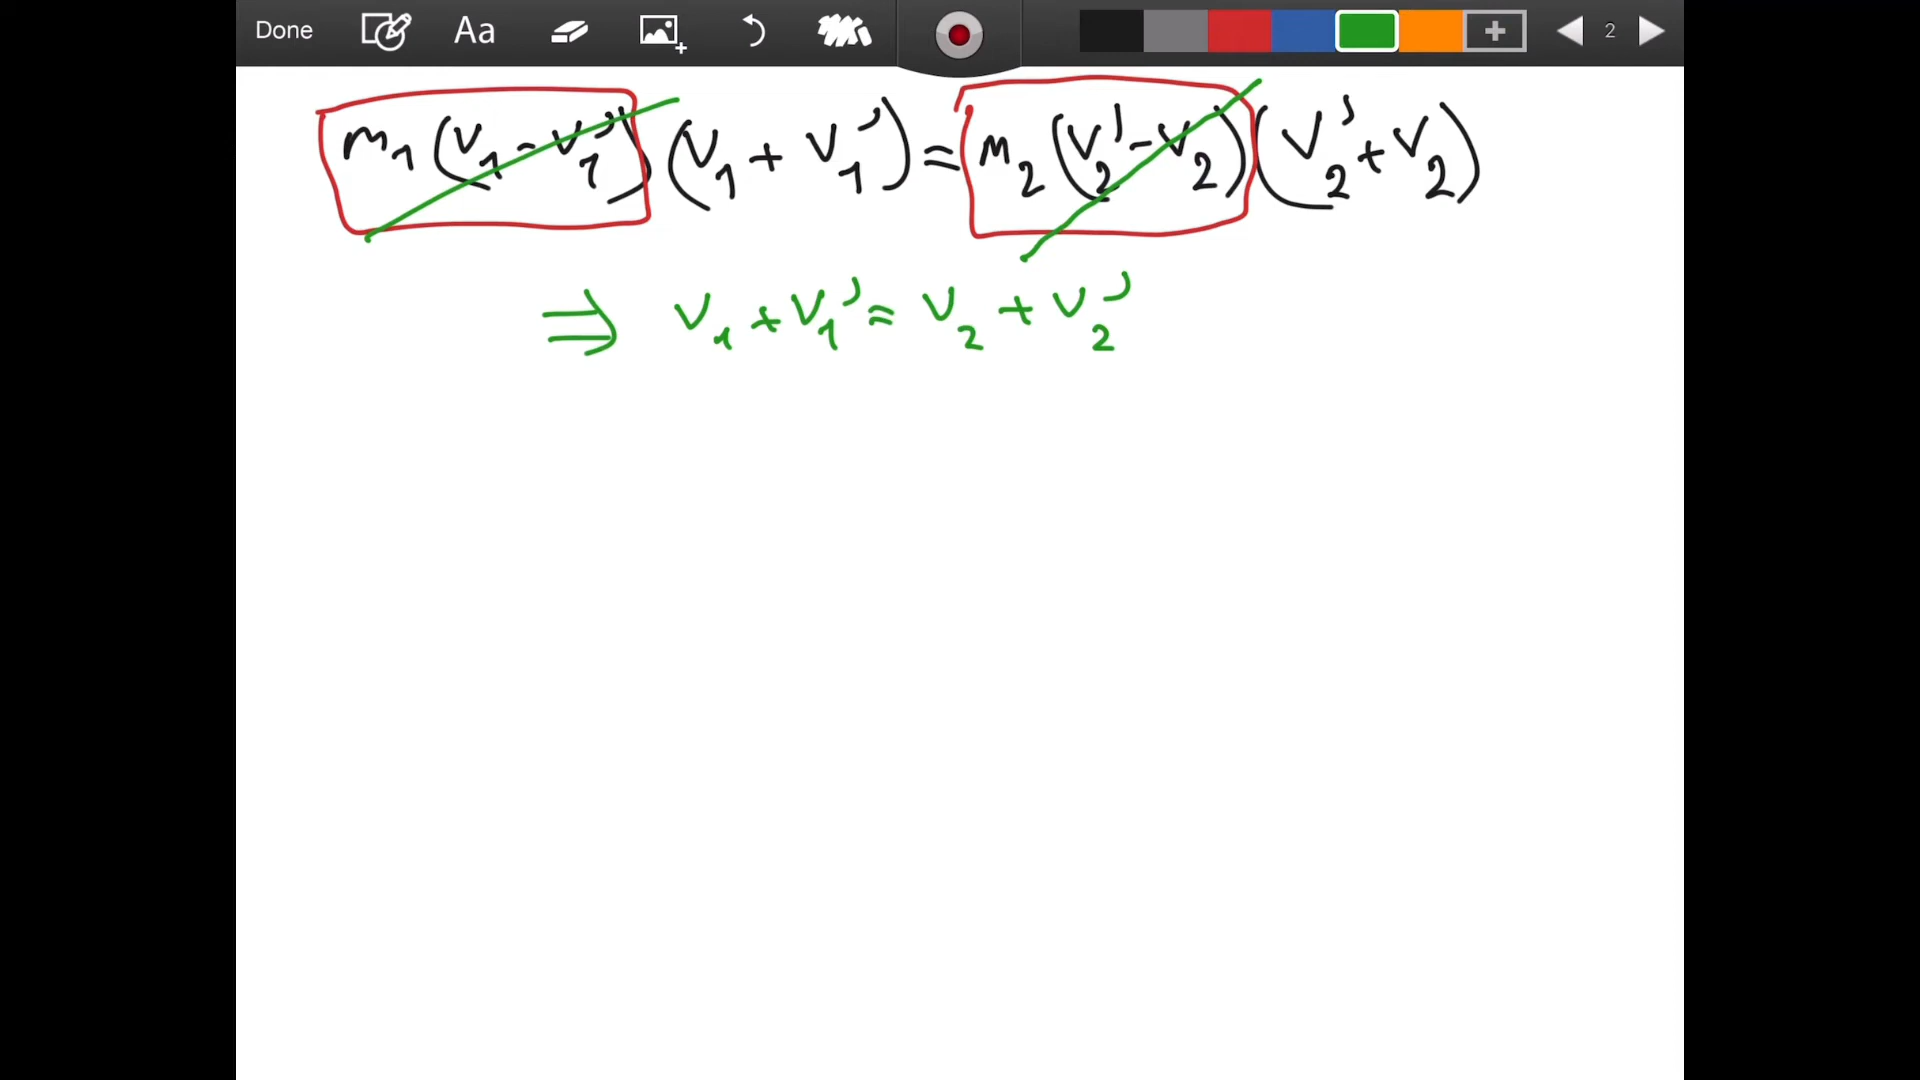 Done Aa 2
m₁(v₁-v₁')(v₁+v₁')=m₂(v₂'-v₂)(v₂'+v₂)
⇒ v₁+v₁'=v₂+v₂'